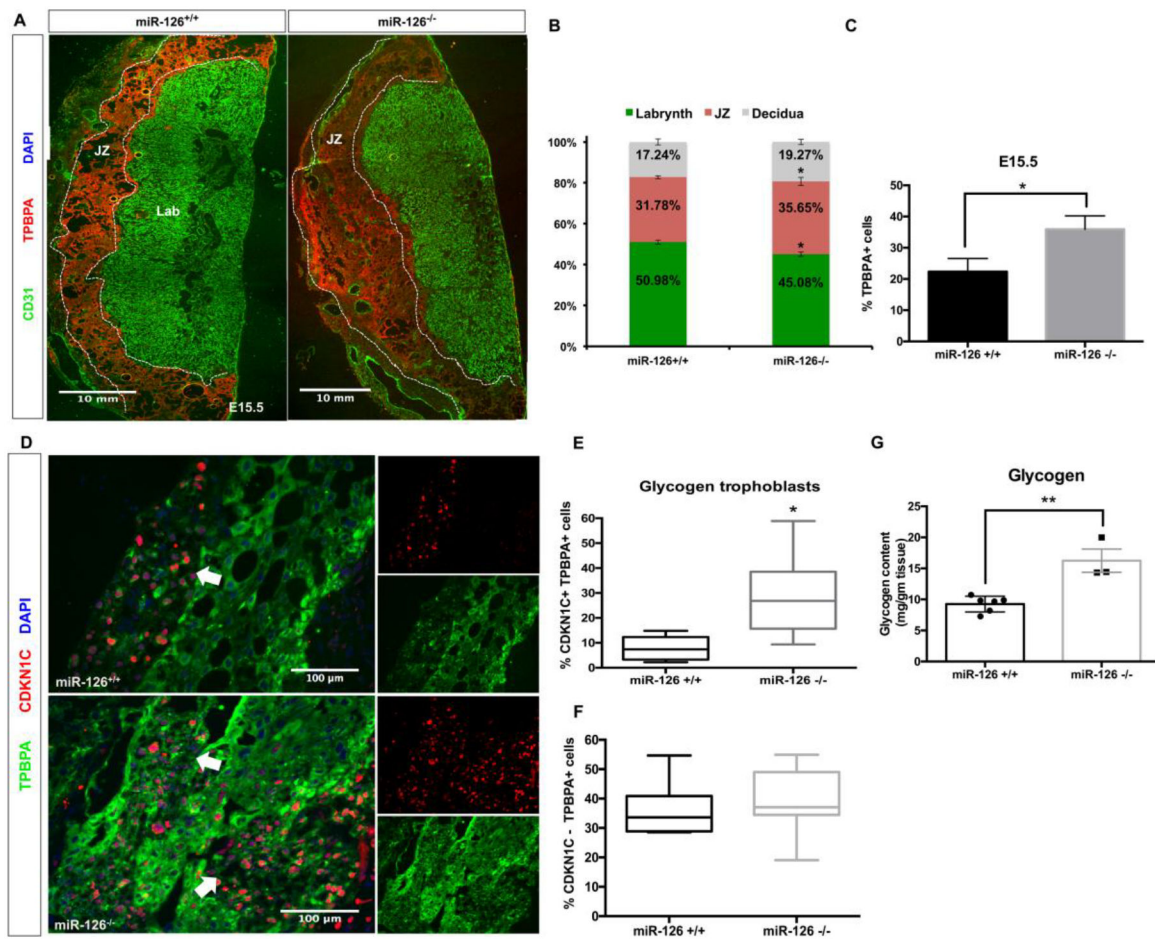 A
miR-126+/+
miR-126-/-
CD31 TPBPA DAPI
JZ
Lab
10 mm
E15.5
JZ
10 mm
B
Labrynth JZ Decidua
100%
80%
60%
40%
20%
0%
17.24%
31.78%
50.98%
19.27%
*
35.65%
*
45.08%
miR-126+/+
miR-126-/-
C
E15.5
*
% TPBPA+ cells
50
40
30
20
10
0
miR-126 +/+
miR-126 -/-
D
TPBPA CDKN1C DAPI
100 µm
miR-126+/+
100 µm
miR-126-/-
E
Glycogen trophoblasts
*
% CDKN1C+ TPBPA+ cells
60
50
40
30
20
10
0
miR-126 +/+
miR-126 -/-
F
% CDKN1C - TPBPA+ cells
60
50
40
30
20
10
0
miR-126 +/+
miR-126 -/-
G
Glycogen
**
Glycogen content
(mg/gm tissue)
25
20
15
10
5
0
miR-126 +/+
miR-126 -/-